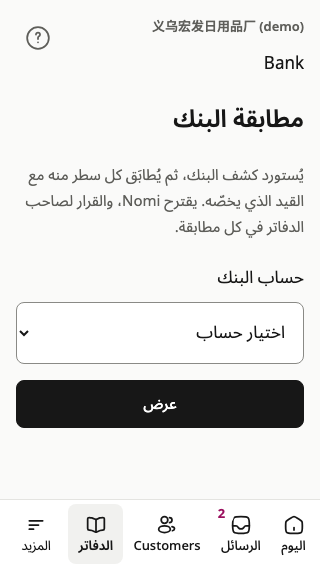 义乌宏发日用品厂 (demo)
Bank
مطابقة البنك
يُستورد كشف البنك، ثم يُطابَق كل سطر منه مع
القيد الذي يخصّه. يقترح Nomi، والقرار لصاحب
الدفاتر في كل مطابقة.
حساب البنك
اختيار حساب
عرض
اليوم
2
الرسائل
Customers
الدفاتر
المزيد